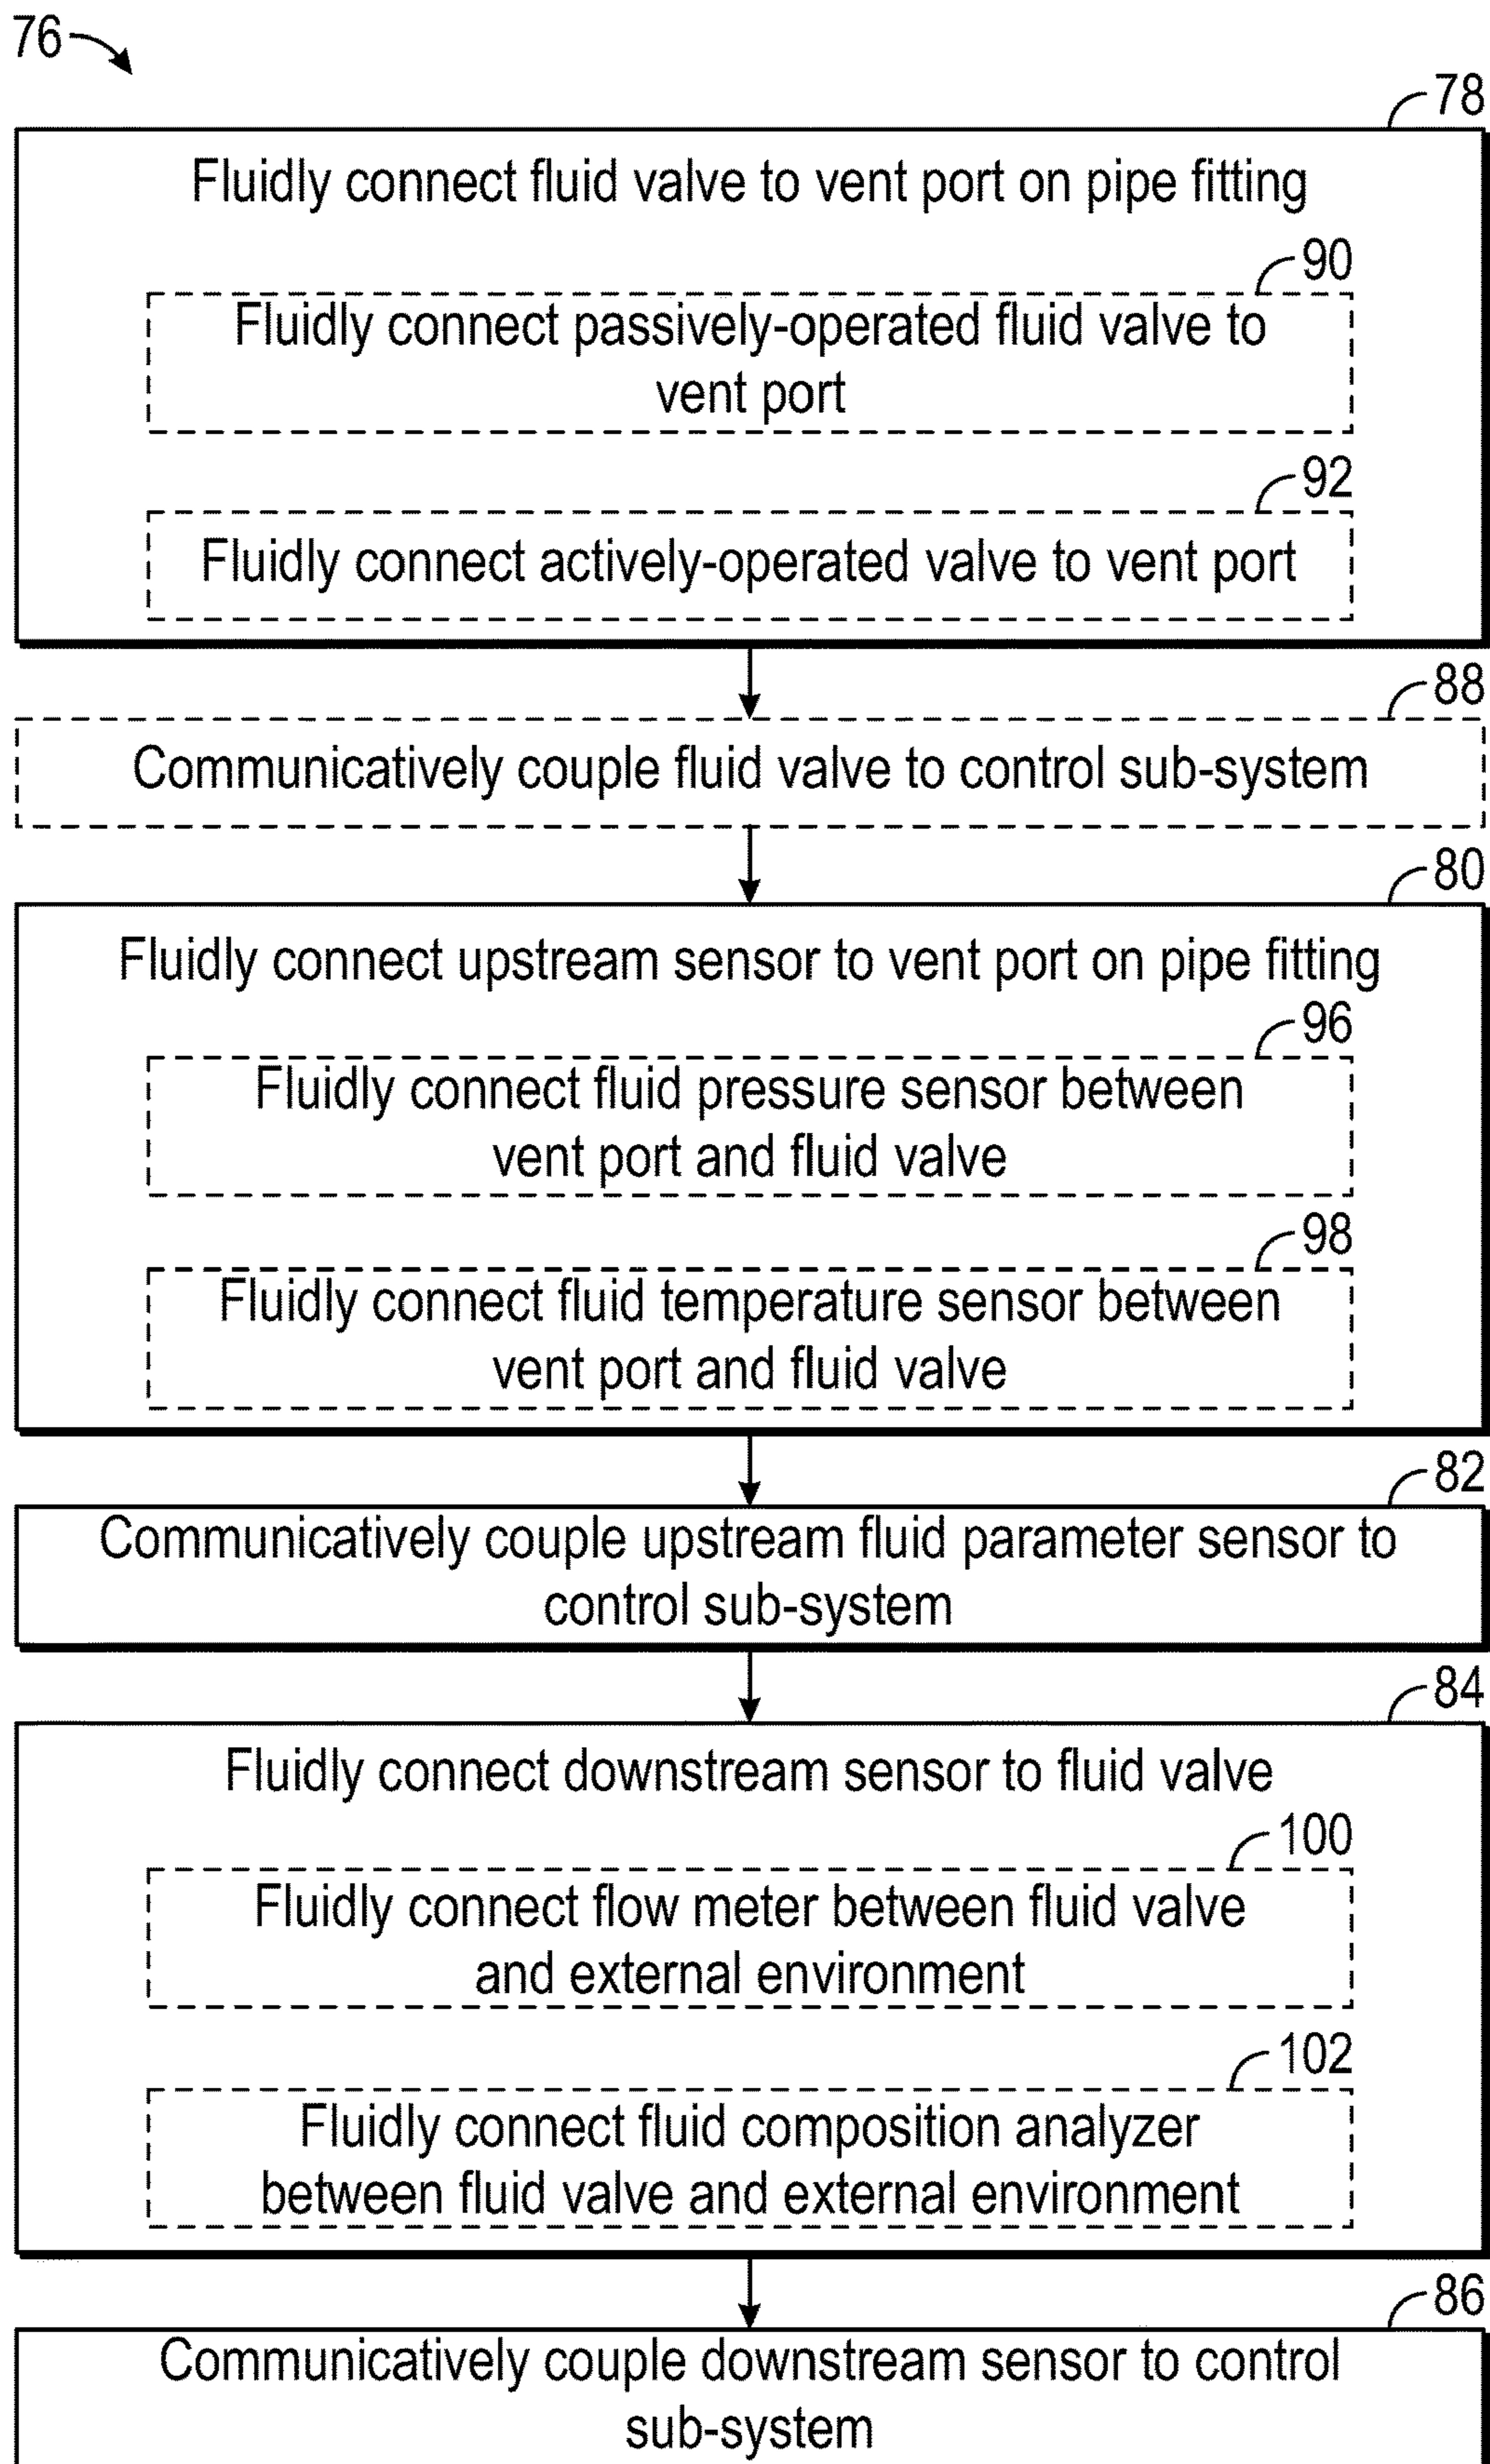 76
78
Fluidly connect fluid valve to vent port on pipe fitting
90
Fluidly connect passively-operated fluid valve to
vent port
92
Fluidly connect actively-operated valve to vent port
88
Communicatively couple fluid valve to control sub-system
80
Fluidly connect upstream sensor to vent port on pipe fitting
96
Fluidly connect fluid pressure sensor between
vent port and fluid valve
98
Fluidly connect fluid temperature sensor between
vent port and fluid valve
82
Communicatively couple upstream fluid parameter sensor to
control sub-system
84
Fluidly connect downstream sensor to fluid valve
100
Fluidly connect flow meter between fluid valve
and external environment
102
Fluidly connect fluid composition analyzer
between fluid valve and external environment
86
Communicatively couple downstream sensor to control
sub-system